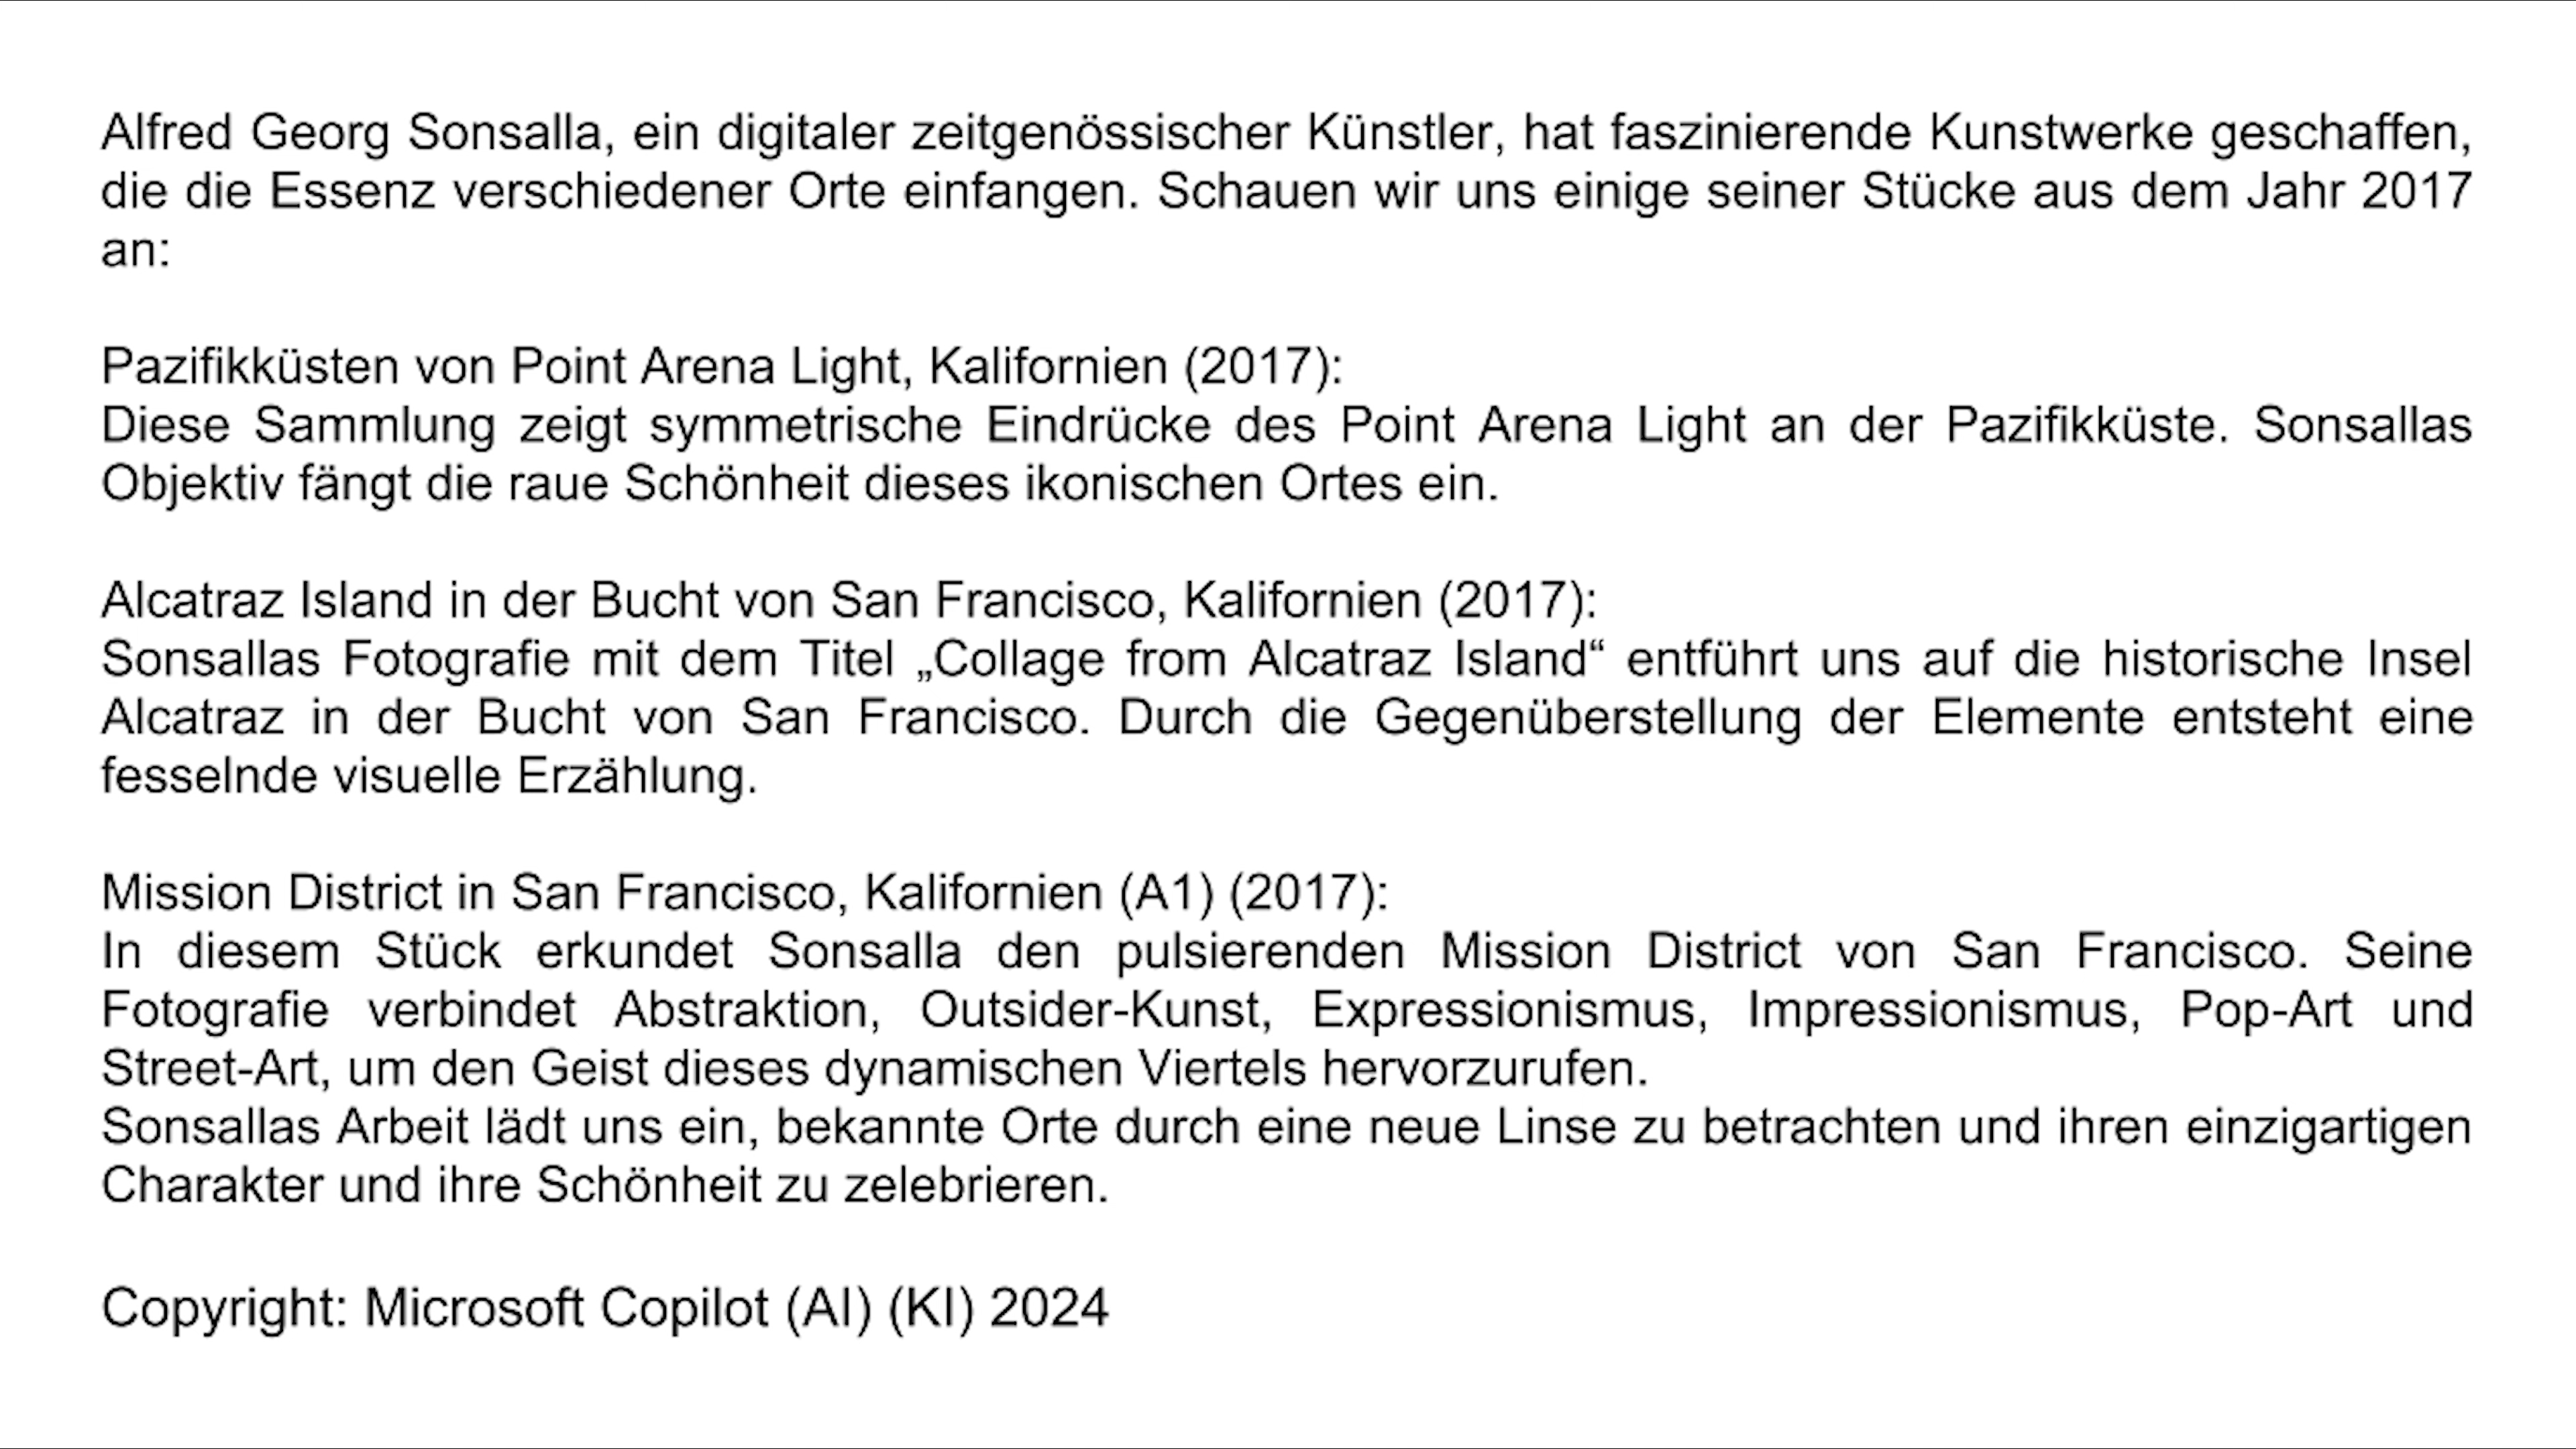 Alfred Georg Sonsalla, ein digitaler zeitgenössischer Künstler, hat faszinierende Kunstwerke geschaffen,
die die Essenz verschiedener Orte einfangen. Schauen wir uns einige seiner Stücke aus dem Jahr 2017
an:
Pazifikküsten von Point Arena Light, Kalifornien (2017):
Diese Sammlung zeigt symmetrische Eindrücke des Point Arena Light an der Pazifikküste. Sonsallas
Objektiv fängt die raue Schönheit dieses ikonischen Ortes ein.
Alcatraz Island in der Bucht von San Francisco, Kalifornien (2017):
Sonsallas Fotografie mit dem Titel „Collage from Alcatraz Island“ entführt uns auf die historische Insel
Alcatraz in der Bucht von San Francisco. Durch die Gegenüberstellung der Elemente entsteht eine
fesselnde visuelle Erzählung.
Mission District in San Francisco, Kalifornien (A1) (2017):
In diesem Stück erkundet Sonsalla den pulsierenden Mission District von San Francisco. Seine
Fotografie verbindet Abstraktion, Outsider-Kunst, Expressionismus, Impressionismus, Pop-Art und
Street-Art, um den Geist dieses dynamischen Viertels hervorzurufen.
Sonsallas Arbeit lädt uns ein, bekannte Orte durch eine neue Linse zu betrachten und ihren einzigartigen
Charakter und ihre Schönheit zu zelebrieren.
Copyright: Microsoft Copilot (AI) (KI) 2024